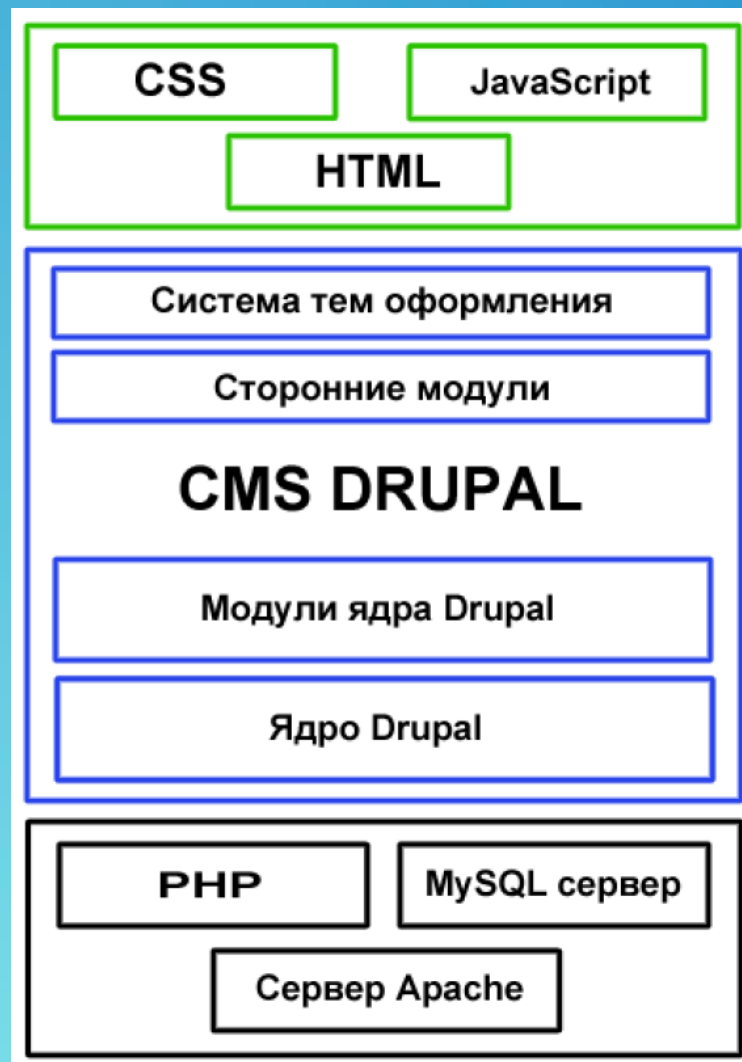 CSS
JavaScript
HTML
Система тем оформления
Сторонние модули
CMS DRUPAL
Модули ядра Drupal
Ядро Drupal
PHP
MySQL сервер
Сервер Apache